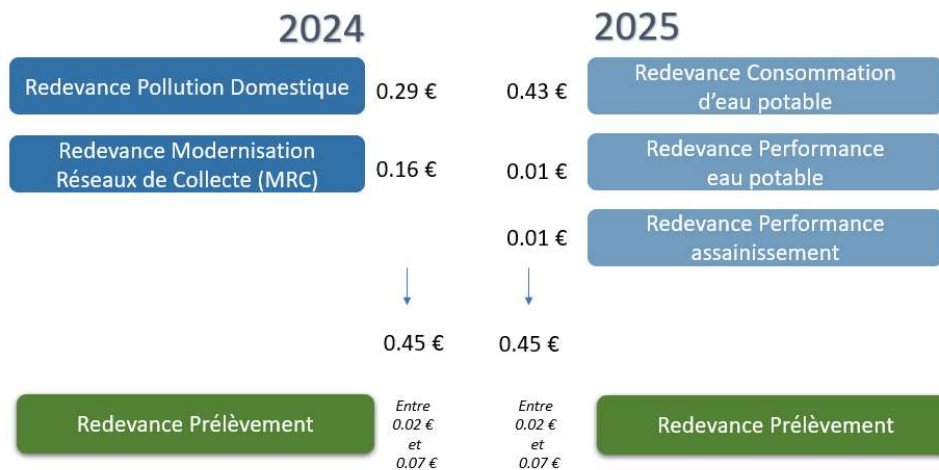 2024
2025
Redevance Pollution Domestique
0.29 €
0.43 €
Redevance Consommation
d'eau potable
Redevance Modernisation
Réseaux de Collecte (MRC)
0.16 €
0.01 €
Redevance Performance
eau potable
0.01 €
Redevance Performance
assainissement
0.45 €
0.45 €
Redevance Prélèvement
Entre
0.02 €
et
0.07 €
Entre
0.02 €
et
0.07 €
Redevance Prélèvement